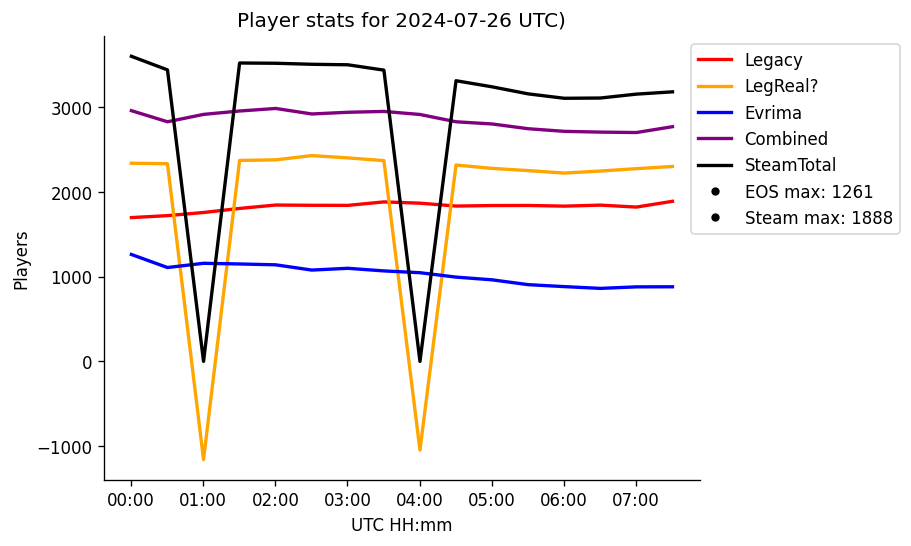 Player stats for 2024-07-26 UTC)
Legacy
LegReal?
Evrima
Combined
SteamTotal
EOS max: 1261
Steam max: 1888
Players
3000
2000
1000
0
−1000
00:00 01:00 02:00 03:00 04:00 05:00 06:00 07:00
UTC HH:mm